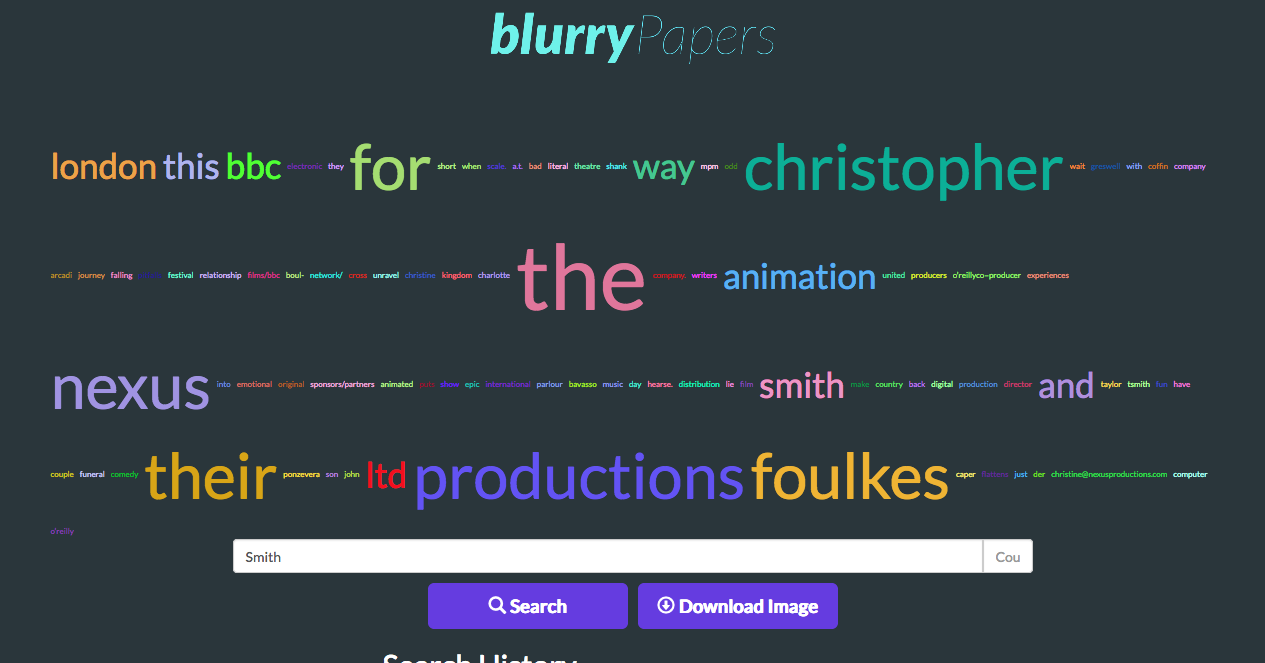 blurryPapers
london this bbc electronic they for short when scale. a.t. bad literal theatre shank way mpm odd christopher wait greswell with coffin company
arcadi journey falling festival relationship films/bbc boul- network/ cross unravel christine kingdom charlotte the company. writers animation united producers o'reillyco-producer experiences
nexus into emotional original sponsors/partners animated show epic international parlour bavasso music day hearse. distribution lie film smith make country back digital production director and taylor tsmith fun have
couple funeral comedy their ponzevera son john ltd productions foulkes caper just der christine@nexusproductions.com computer
o'reilly
Smith
Cou
Search Download Image
Search History